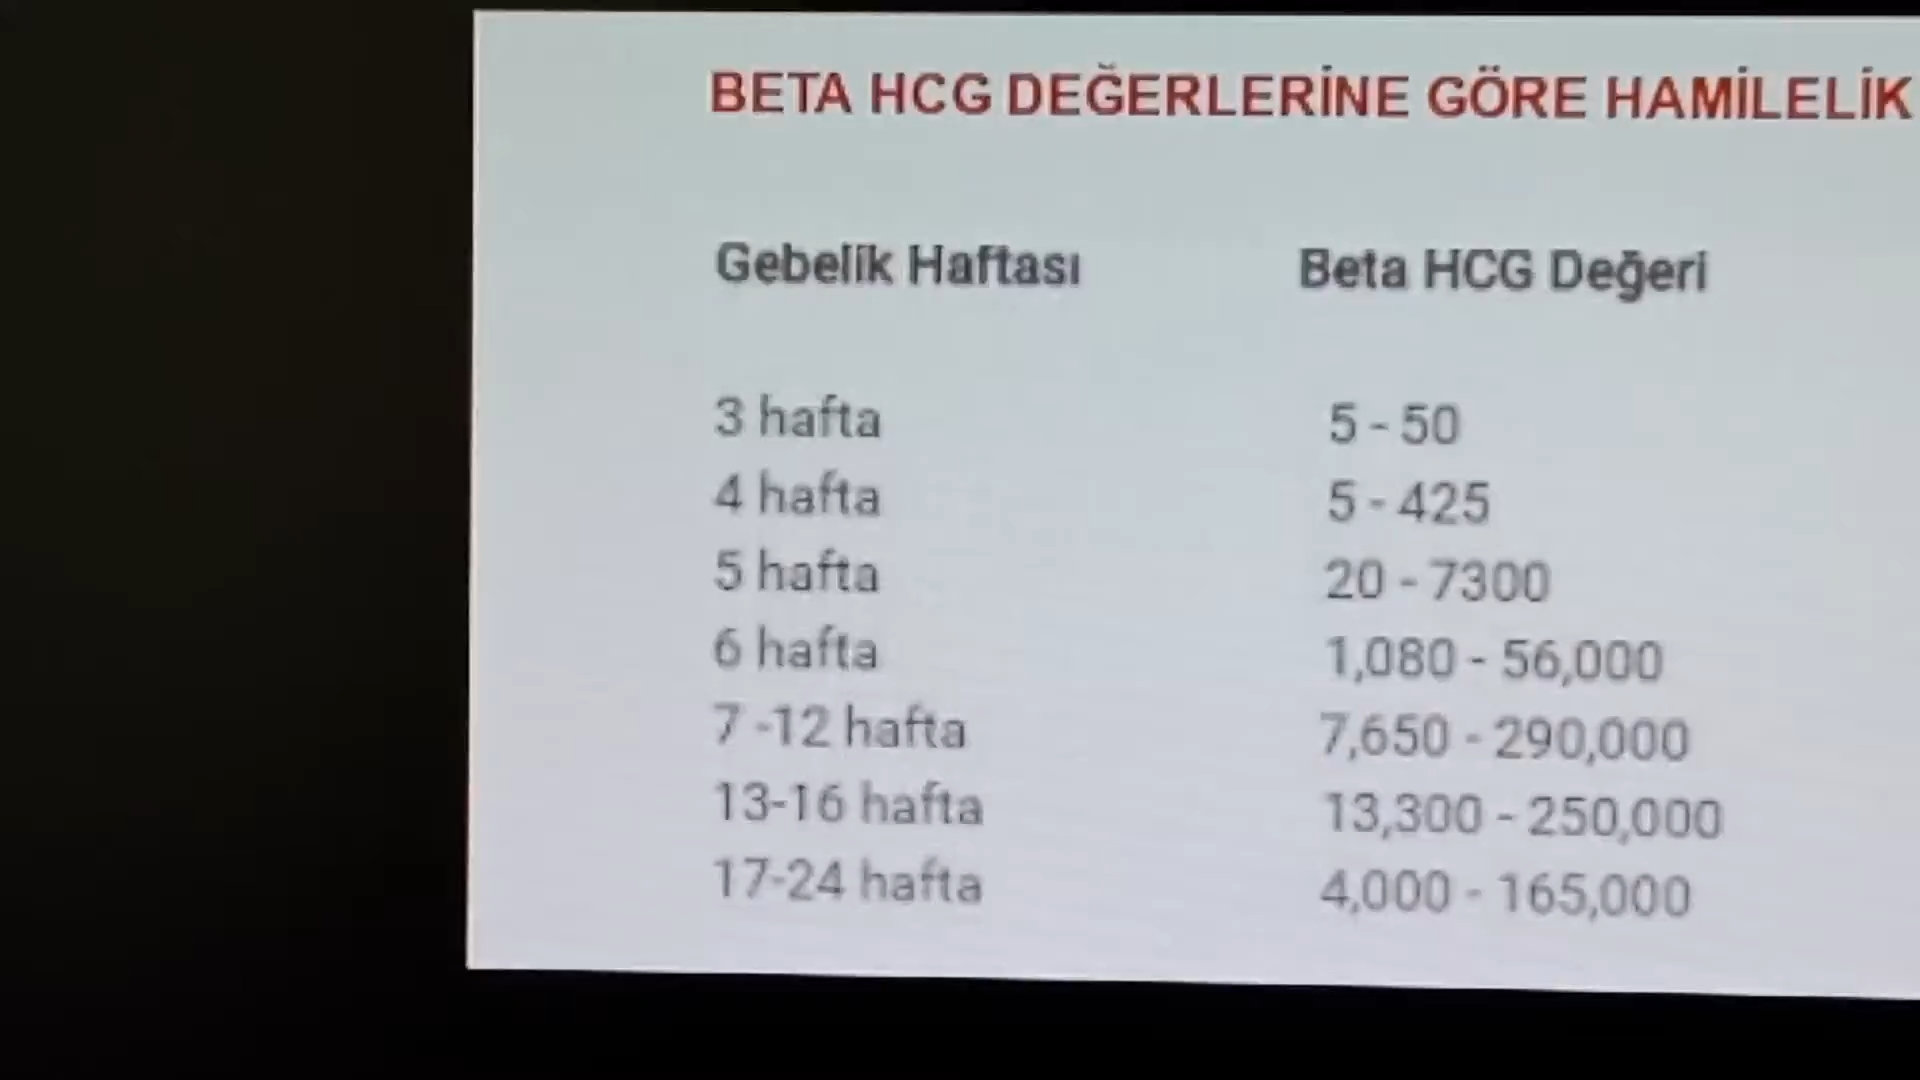 BETA HCG DEĞERLERİNE GÖRE HAMİLELİK
Gebelik Haftası Beta HCG Değeri
3 hafta 5 - 50
4 hafta 5 - 425
5 hafta 20 - 7300
6 hafta 1,080 - 56,000
7 -12 hafta 7,650 - 290,000
13-16 hafta 13,300 - 250,000
17-24 hafta 4,000 - 165,000